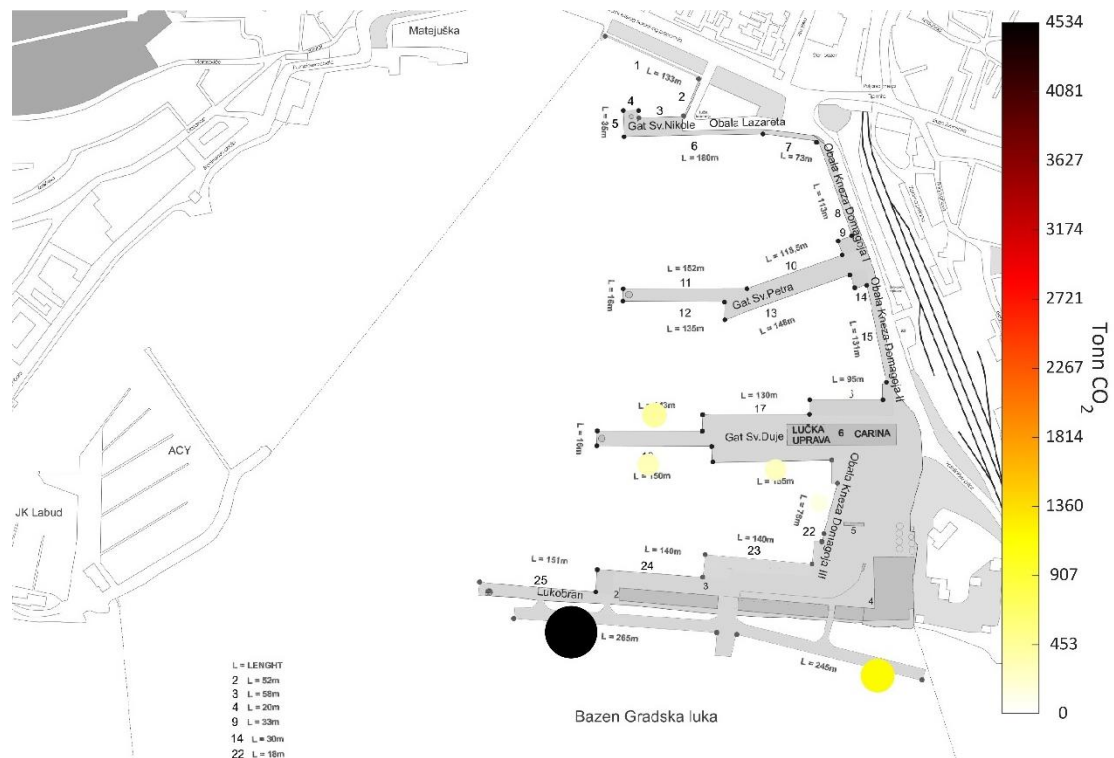 Matejuška
1
L = 133m
2
4
3
5
Gat Sv.Nikole
Obala Lazareta
L = 35m
6
7
L = 180m
L = 73m
Obala Kneza Domagoja I
L = 113m
8
9
L = 118,5m
10
L = 152m
11
L = 16m
Gat Sv.Petra
12
13
L = 135m
L = 148m
14
Obala Kneza Domagoja II
15
L = 131m
L = 95m
L = 130m
17
L = 16m
Gat Sv.Duje
LUČKA
UPRAVA
6
CARINA
L = 150m
Obala Kneza Domagoja III
L = 78m
22
5
L = 140m
23
L = 140m
24
L = 151m
25
Lukobran
2
3
4
L = 265m
L = 245m
ACY
JK Labud
Bazen Gradska luka
L = LENGHT
2 L = 52m
3 L = 58m
4 L = 20m
9 L = 33m
14 L = 30m
22 L = 18m
4534
4081
3627
3174
2721
2267
1814
1360
907
453
0
Tonn CO2